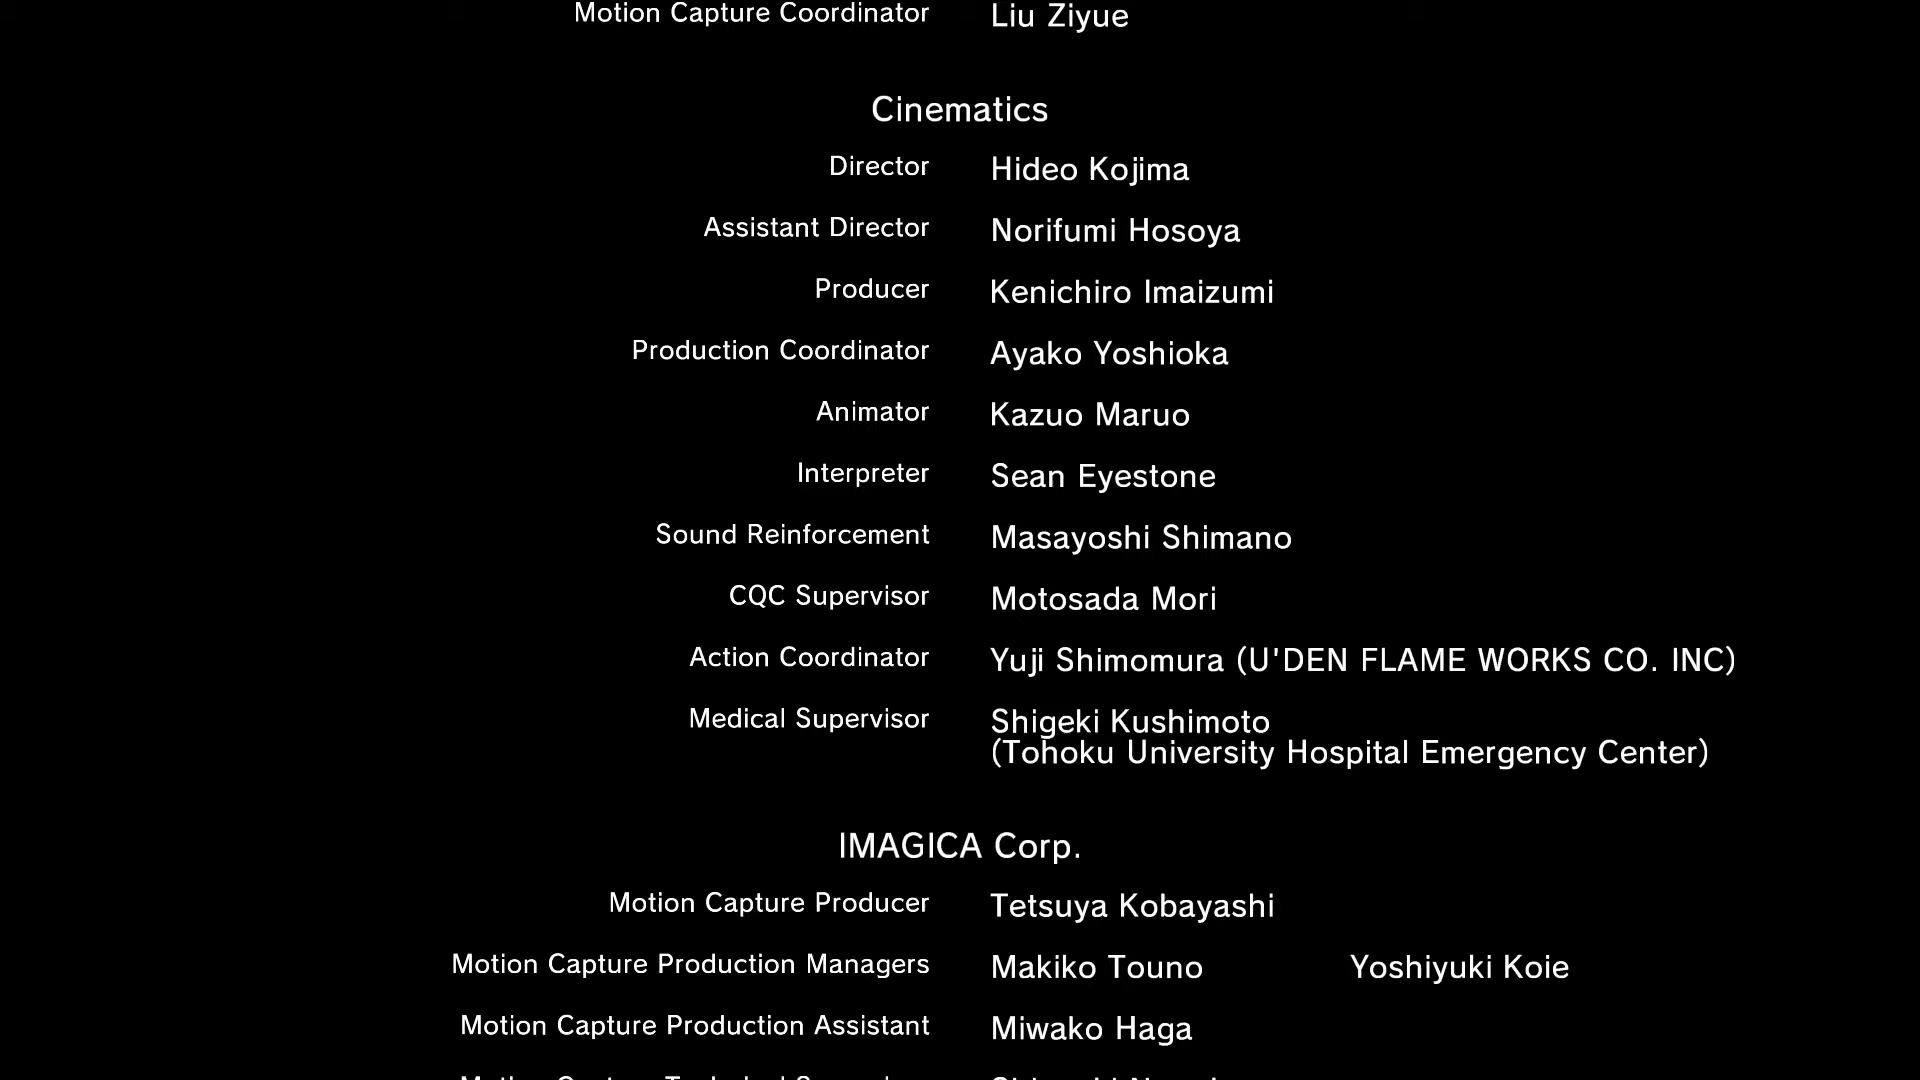 Motion Capture Coordinator Liu Ziyue
Cinematics
Director Hideo Kojima
Assistant Director Norifumi Hosoya
Producer Kenichiro Imaizumi
Production Coordinator Ayako Yoshioka
Animator Kazuo Maruo
Interpreter Sean Eyestone
Sound Reinforcement Masayoshi Shimano
CQC Supervisor Motosada Mori
Action Coordinator Yuji Shimomura (U'DEN FLAME WORKS CO. INC)
Medical Supervisor Shigeki Kushimoto
(Tohoku University Hospital Emergency Center)
IMAGICA Corp.
Motion Capture Producer Tetsuya Kobayashi
Motion Capture Production Managers Makiko Touno Yoshiyuki Koie
Motion Capture Production Assistant Miwako Haga